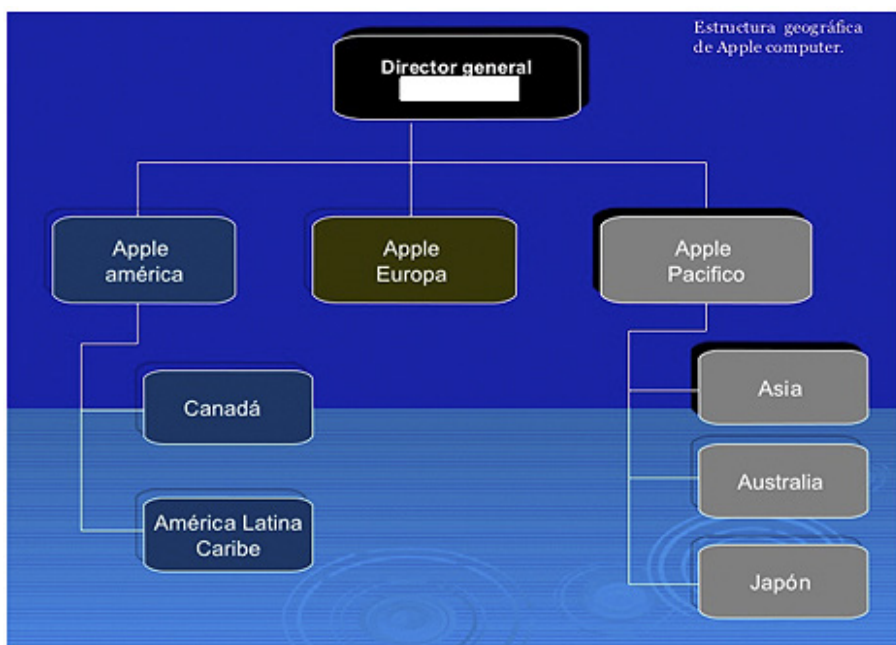 Estructura geográfica
de Apple computer.
Director general
Apple
américa
Apple
Europa
Apple
Pacifico
Canadá
América Latina
Caribe
Asia
Australia
Japón